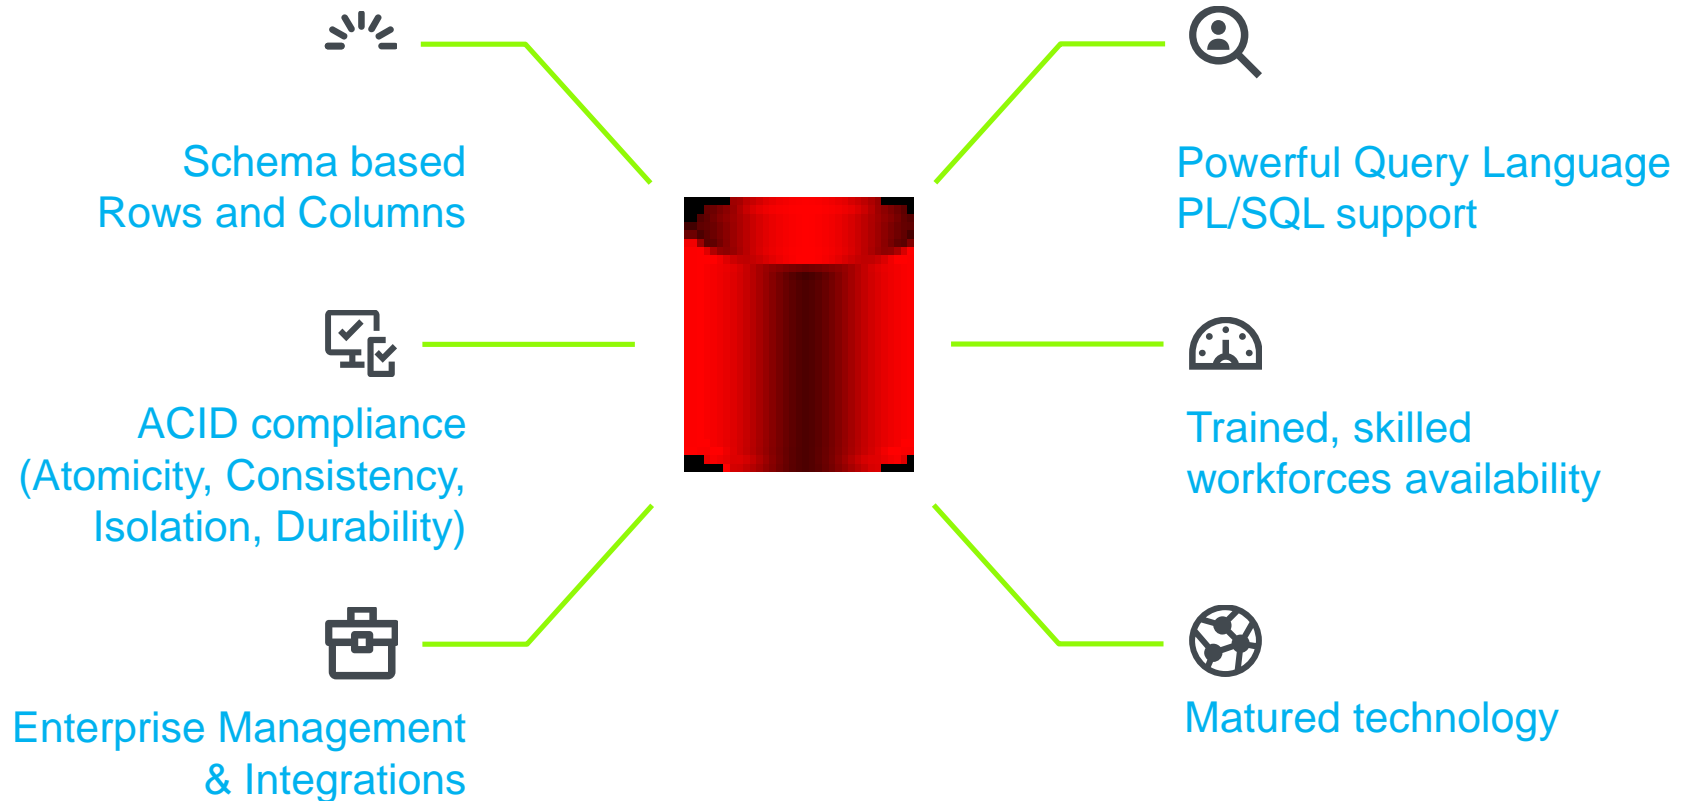 Schema based
Rows and Columns
ACID compliance
(Atomicity, Consistency,
Isolation, Durability)
Enterprise Management
& Integrations
Powerful Query Language
PL/SQL support
Trained, skilled
workforces availability
Matured technology